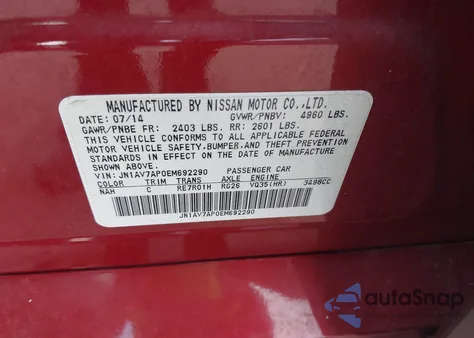 MANUFACTURED BY NISSAN MOTOR CO.,LTD.
DATE: 07/14 GVWR/PNBV: 4960 LBS.
GAWR/PNBE FR: 2403 LBS. RR: 2601 LBS.
THIS VEHICLE CONFORMS TO ALL APPLICABLE FEDERAL
MOTOR VEHICLE SAFETY, BUMPER, AND THEFT PREVENTION
STANDARDS IN EFFECT ON THE DATE OF MANUFACTURE
SHOWN ABOVE.
VIN: JN1AV7AP0EM692290 PASSENGER CAR
COLOR TRIM TRANS AXLE ENGINE
NAH C RE7R01H RG26 VQ35(HR) 3498CC
JN1AV7AP0EM692290
autoSnap